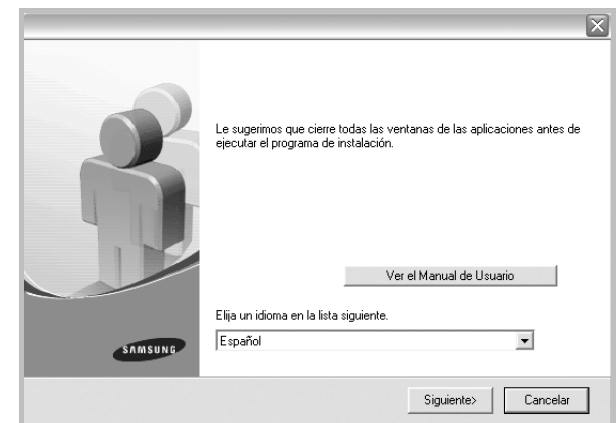 Le sugerimos que cierre todas las ventanas de las aplicaciones antes de
ejecutar el programa de instalación.
Ver el Manual de Usuario
Elija un idioma en la lista siguiente.
Español
SAMSUNG
Siguiente>
Cancelar